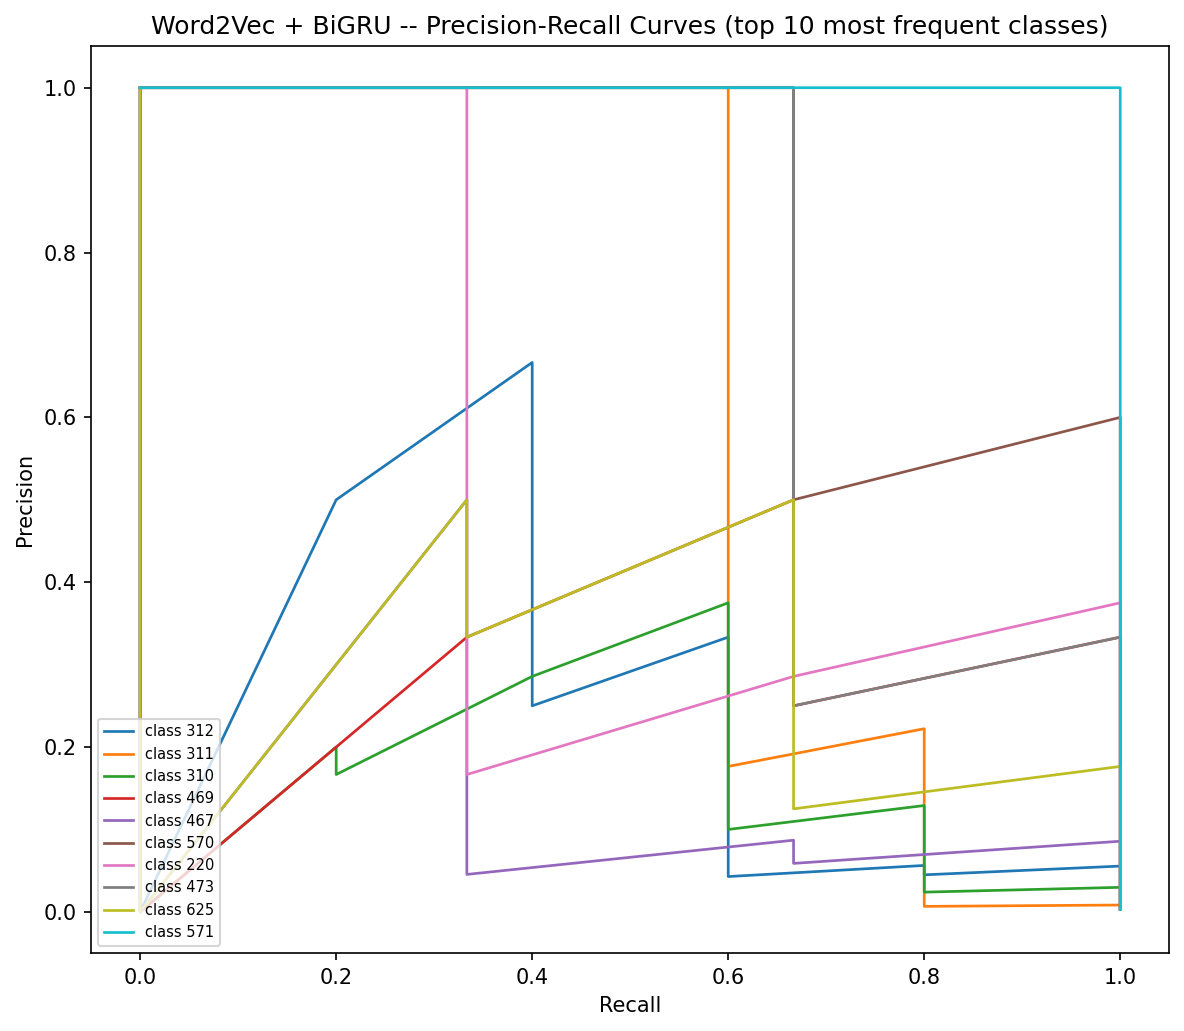 Word2Vec + BiGRU -- Precision-Recall Curves (top 10 most frequent classes)
1.0
0.8
0.6
0.4
0.2
0.0
Precision
class 312
class 311
class 310
class 469
class 467
class 570
class 220
class 473
class 625
class 571
0.0 0.2 0.4 0.6 0.8 1.0
Recall